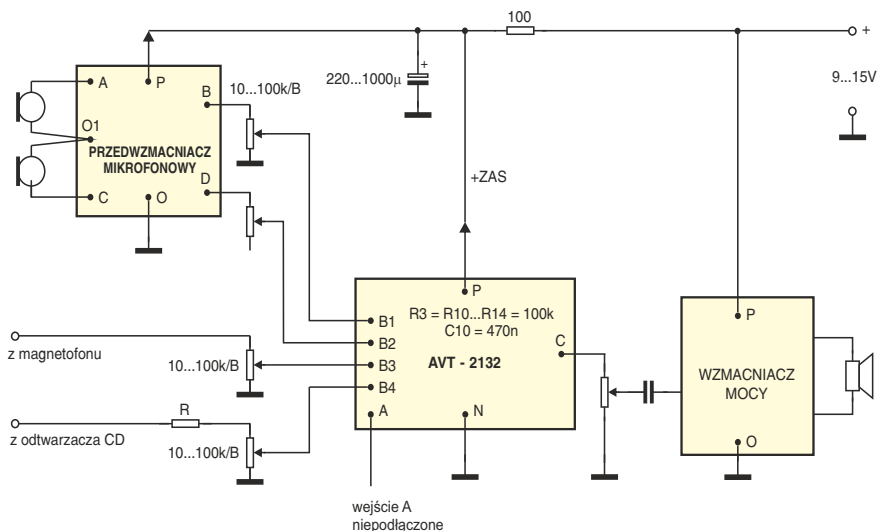 100
+
220...1000µ
+
9...15V
A
P
B
O1
PRZEDWZMACNIACZ
MIKROFONOWY
D
C
O
10...100k/B
+ZAS
P
R3 = R10...R14 = 100k
C10 = 470n
AVT - 2132
B1
B2
B3
B4
A
N
C
z magnetofonu
10...100k/B
R
z odtwarzacza CD
10...100k/B
wejście A
niepodłączone
P
WZMACNIACZ
MOCY
O